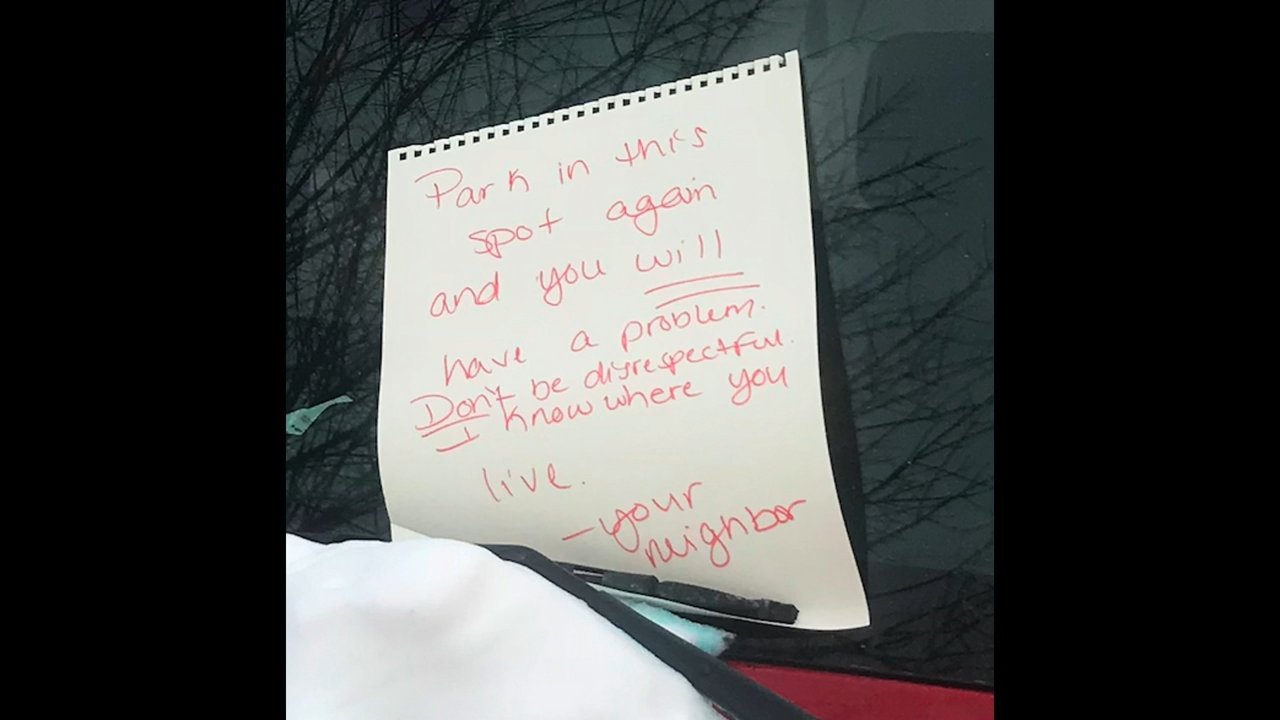 Park in this
spot again
and you will
have a problem.
Don't be disrespectful.
I know where you
live.
-your
neighbor